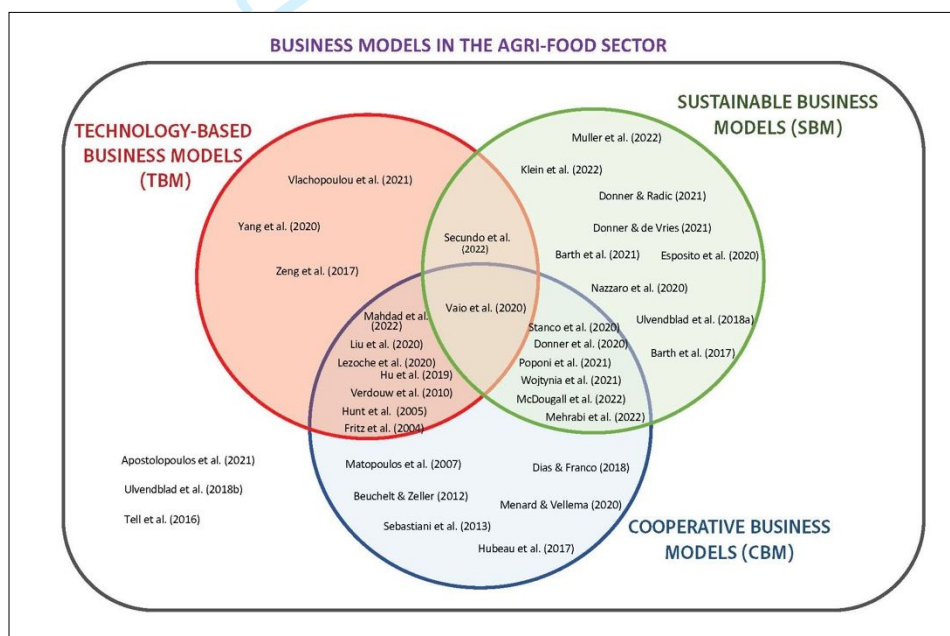 BUSINESS MODELS IN THE AGRI-FOOD SECTOR
TECHNOLOGY-BASED
BUSINESS MODELS
(TBM)
SUSTAINABLE BUSINESS
MODELS (SBM)
Vlachopoulou et al. (2021)
Yang et al. (2020)
Zeng et al. (2017)
Secundo et al.
(2022)
Muller et al. (2022)
Klein et al. (2022)
Donner & Radic (2021)
Donner & de Vries (2021)
Barth et al. (2021)
Esposito et al. (2020)
Nazzaro et al. (2020)
Ulvendblad et al. (2018a)
Barth et al. (2017)
Vaio et al. (2020)
Mahdad et al.
(2022)
Liu et al. (2020)
Lezoche et al. (2020)
Hu et al. (2019)
Verdouw et al. (2010)
Hunt et al. (2005)
Fritz et al. (2004)
Stanco et al. (2020)
Donner et al. (2020)
Poponi et al. (2021)
Wojtynia et al. (2021)
McDougall et al. (2022)
Mehrabi et al. (2022)
Apostolopoulos et al. (2021)
Ulvendblad et al. (2018b)
Tell et al. (2016)
Matopoulos et al. (2007)
Beuchelt & Zeller (2012)
Sebastiani et al. (2013)
Hubeau et al. (2017)
Dias & Franco (2018)
Menard & Vellema (2020)
COOPERATIVE BUSINESS
MODELS (CBM)